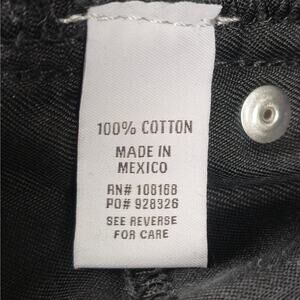 100% COTTON
MADE IN
MEXICO
RN# 108168
PO# 928326
SEE REVERSE
FOR CARE